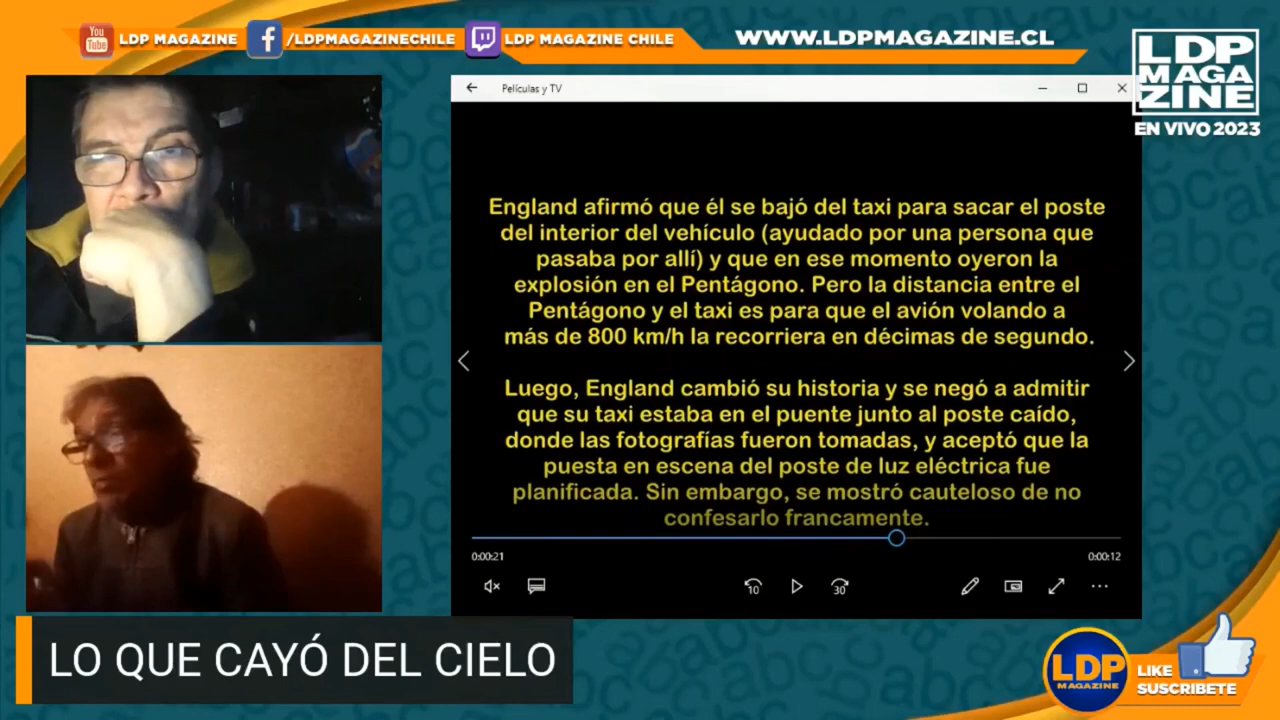 You
Tube
LDP MAGAZINE
/LDPMAGAZINECHILE
LDP MAGAZINE CHILE
WWW.LDPMAGAZINE.CL
LDP
MAGA
ZINE
EN VIVO 2023
Películas y TV
England afirmó que él se bajó del taxi para sacar el poste
del interior del vehículo (ayudado por una persona que
pasaba por allí) y que en ese momento oyeron la
explosión en el Pentágono. Pero la distancia entre el
Pentágono y el taxi es para que el avión volando a
más de 800 km/h la recorriera en décimas de segundo.
Luego, England cambió su historia y se negó a admitir
que su taxi estaba en el puente junto al poste caído,
donde las fotografías fueron tomadas, y aceptó que la
puesta en escena del poste de luz eléctrica fue
planificada. Sin embargo, se mostró cauteloso de no
confesarlo francamente.
0:00:21
0:00:12
10
30
LO QUE CAYÓ DEL CIELO
LDP
MAGAZINE
LIKE
SUSCRIBETE